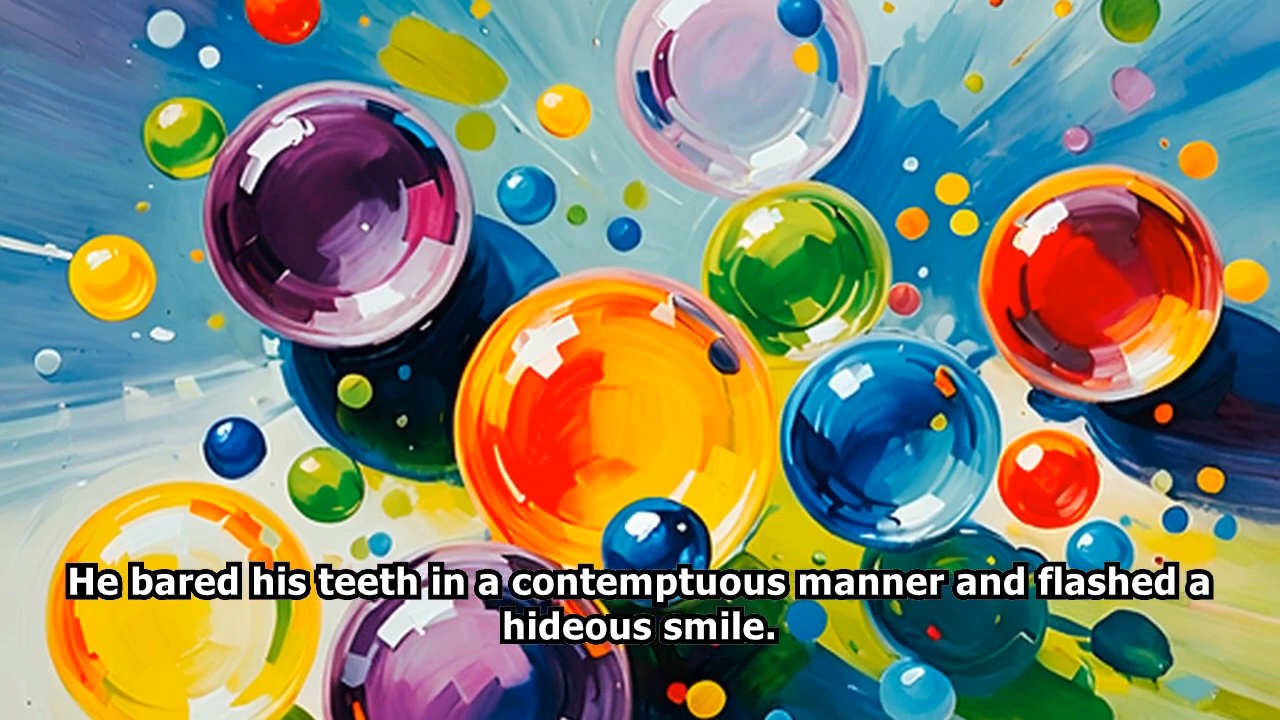 He bared his teeth in a contemptuous manner and flashed a
hideous smile.